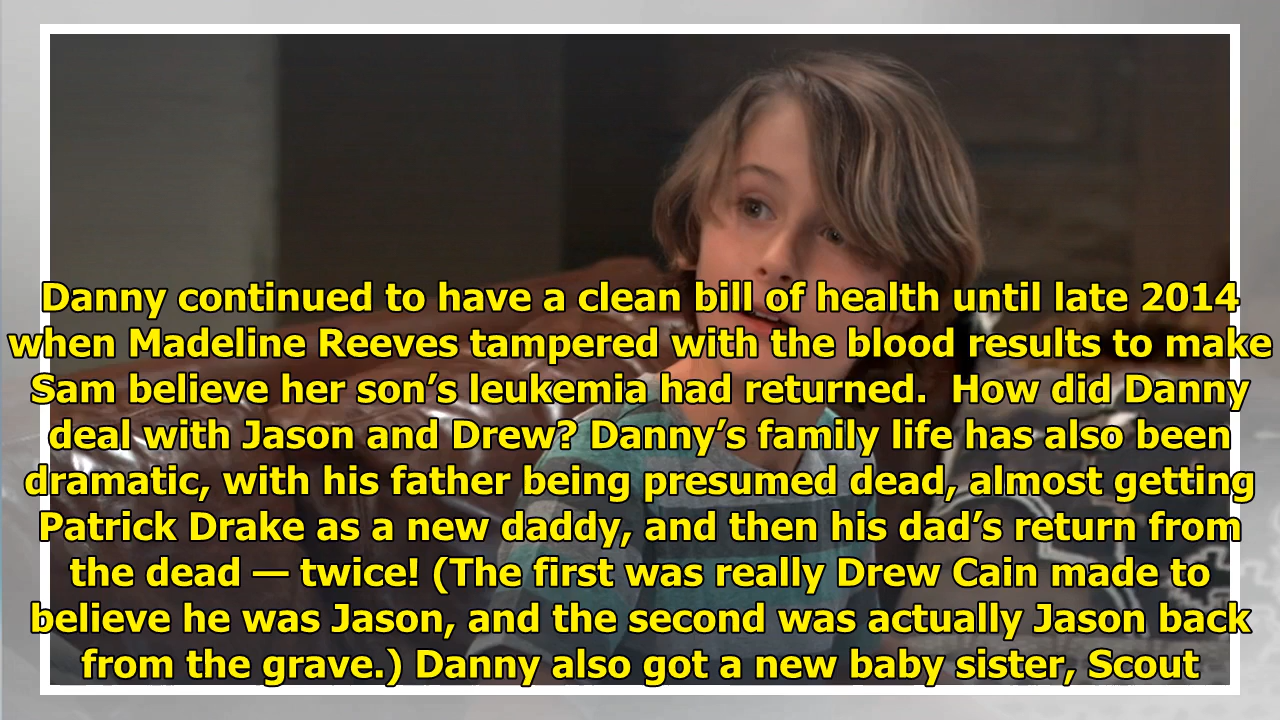 Danny continued to have a clean bill of health until late 2014
when Madeline Reeves tampered with the blood results to make
Sam believe her son’s leukemia had returned.  How did Danny
deal with Jason and Drew? Danny’s family life has also been
dramatic, with his father being presumed dead, almost getting
Patrick Drake as a new daddy, and then his dad’s return from
the dead — twice! (The first was really Drew Cain made to
believe he was Jason, and the second was actually Jason back
from the grave.) Danny also got a new baby sister, Scout